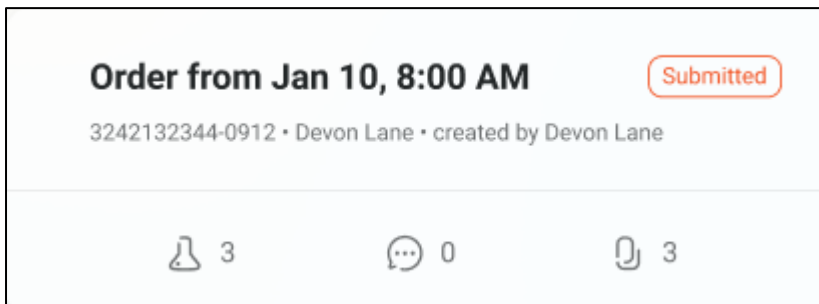 Order from Jan 10, 8:00 AM
Submitted
3242132344-0912 • Devon Lane • created by Devon Lane
3 0 3